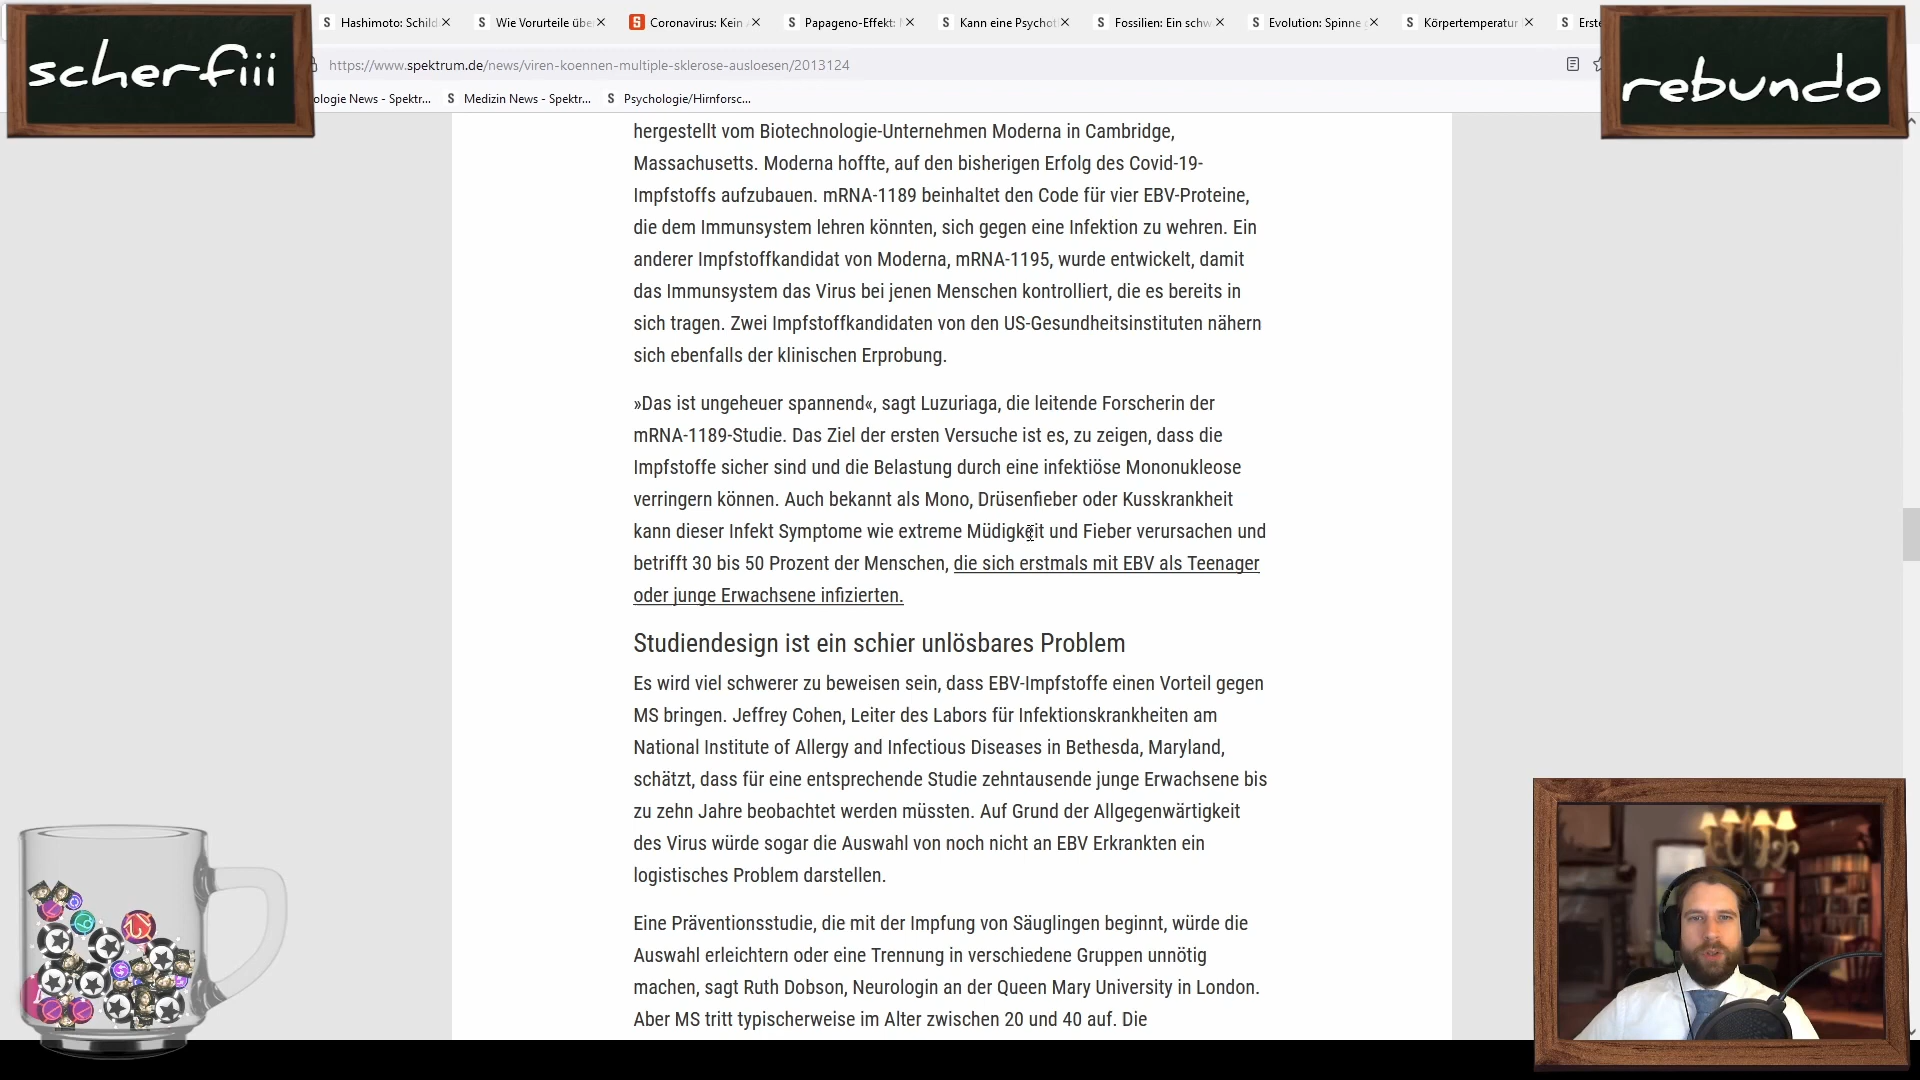 scherfiii
rebundo
Hashimoto: Schild
Wie Vorurteile übe
Coronavirus: Kein
Papageno-Effekt:
Kann eine Psychot
Fossilien: Ein schw
Evolution: Spinne
Körpertemperatur
Erste
https://www.spektrum.de/news/viren-koennen-multiple-sklerose-ausloesen/2013124
ologie News - Spektr...
Medizin News - Spektr...
Psychologie/Hirnforsc...
hergestellt vom Biotechnologie-Unternehmen Moderna in Cambridge,
Massachusetts. Moderna hoffte, auf den bisherigen Erfolg des Covid-19-
Impfstoffs aufzubauen. mRNA-1189 beinhaltet den Code für vier EBV-Proteine,
die dem Immunsystem lehren könnten, sich gegen eine Infektion zu wehren. Ein
anderer Impfstoffkandidat von Moderna, mRNA-1195, wurde entwickelt, damit
das Immunsystem das Virus bei jenen Menschen kontrolliert, die es bereits in
sich tragen. Zwei Impfstoffkandidaten von den US-Gesundheitsinstituten nähern
sich ebenfalls der klinischen Erprobung.
»Das ist ungeheuer spannend«, sagt Luzuriaga, die leitende Forscherin der
mRNA-1189-Studie. Das Ziel der ersten Versuche ist es, zu zeigen, dass die
Impfstoffe sicher sind und die Belastung durch eine infektiöse Mononukleose
verringern können. Auch bekannt als Mono, Drüsenfieber oder Kusskrankheit
kann dieser Infekt Symptome wie extreme Müdigkeit und Fieber verursachen und
betrifft 30 bis 50 Prozent der Menschen, die sich erstmals mit EBV als Teenager
oder junge Erwachsene infizierten.
Studiendesign ist ein schier unlösbares Problem
Es wird viel schwerer zu beweisen sein, dass EBV-Impfstoffe einen Vorteil gegen
MS bringen. Jeffrey Cohen, Leiter des Labors für Infektionskrankheiten am
National Institute of Allergy and Infectious Diseases in Bethesda, Maryland,
schätzt, dass für eine entsprechende Studie zehntausende junge Erwachsene bis
zu zehn Jahre beobachtet werden müssten. Auf Grund der Allgegenwärtigkeit
des Virus würde sogar die Auswahl von noch nicht an EBV Erkrankten ein
logistisches Problem darstellen.
Eine Präventionsstudie, die mit der Impfung von Säuglingen beginnt, würde die
Auswahl erleichtern oder eine Trennung in verschiedene Gruppen unnötig
machen, sagt Ruth Dobson, Neurologin an der Queen Mary University in London.
Aber MS tritt typischerweise im Alter zwischen 20 und 40 auf. Die